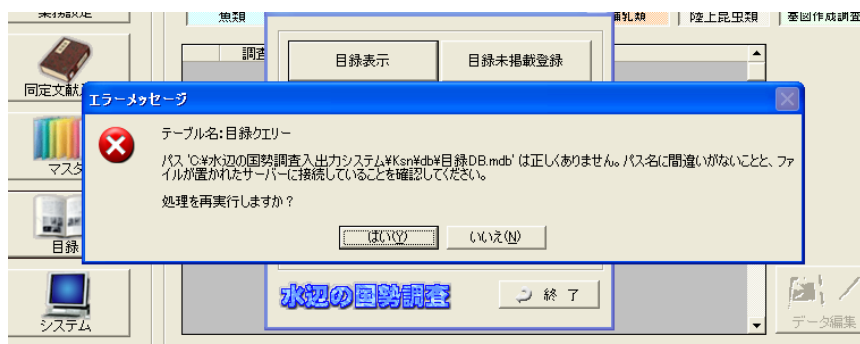 魚類
陸上昆虫類
基図作成調査
調査
目録表示
目録未掲載登録
同定文献
エラーメッセージ
テーブル名:目録クエリー
パス 'C:¥水辺の国勢調査入出力システム¥Ksn¥db¥目録DB.mdb' は正しくありません。パス名に間違いがないことと、ファ
イルが置かれたサーバーに接続していることを確認してください。
処理を再実行しますか？
はい(Y)
いいえ(N)
マス
目録
水辺の国勢調査
終 了
システム
データ編集